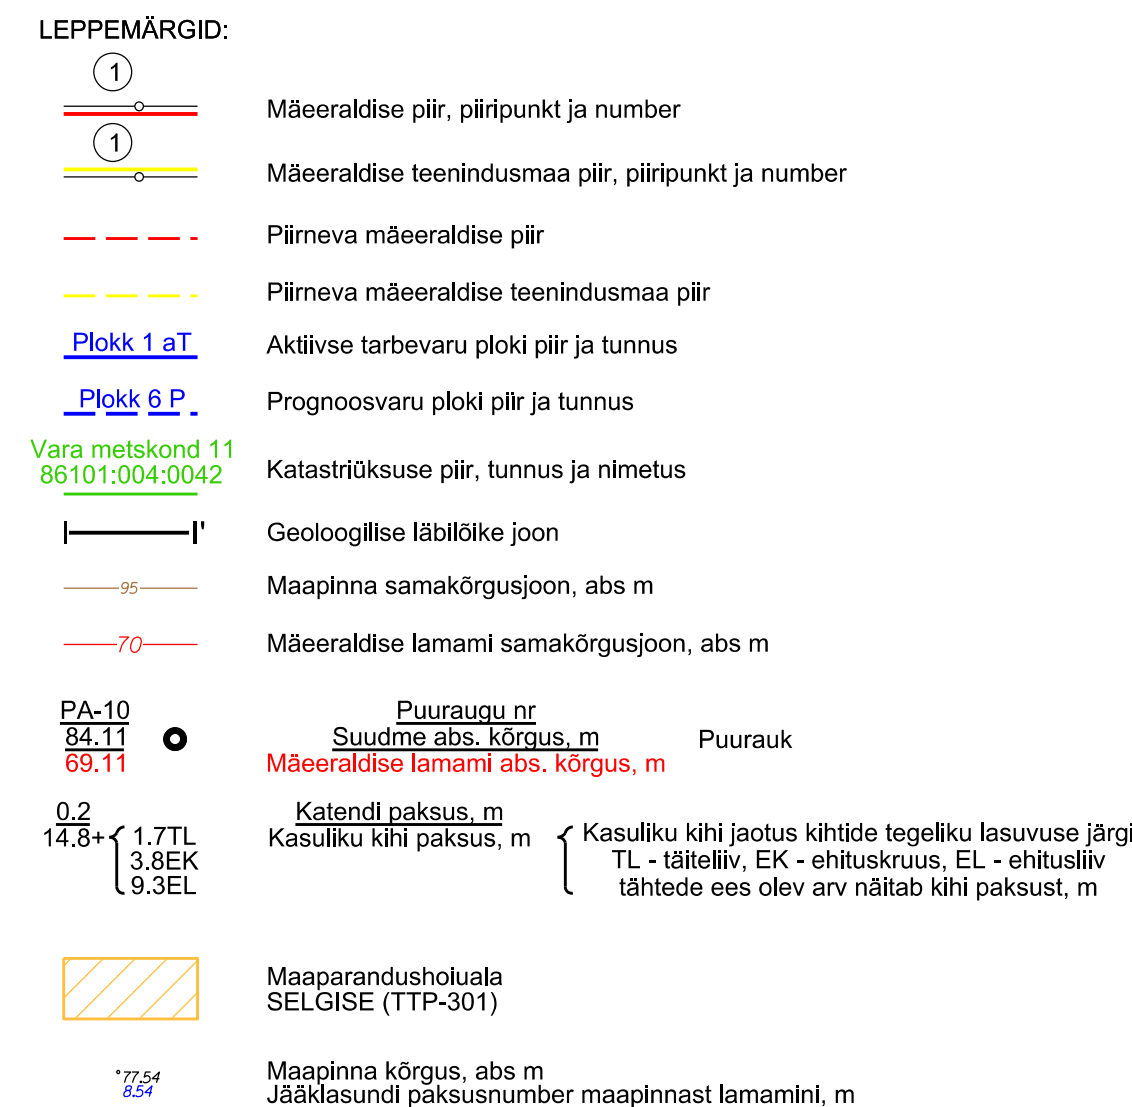 LEPPEMÄRGID:
1
Mäeeraldise piir, piiripunkt ja number
1
Mäeeraldise teenindusmaa piir, piiripunkt ja number
Piirneva mäeeraldise piir
Piirneva mäeeraldise teenindusmaa piir
Plokk 1 aT
Aktiivse tarbevaru ploki piir ja tunnus
Plokk 6 P
Prognoosvaru ploki piir ja tunnus
Vara metskond 11
86101:004:0042
Katastriüksuse piir, tunnus ja nimetus
I I'
Geoloogilise läbilõike joon
95
Maapinna samakõrgusjoon, abs m
70
Mäeeraldise lamami samakõrgusjoon, abs m
PA-10
84.11
69.11
Puuraugu nr
Suudme abs. kõrgus, m
Mäeeraldise lamami abs. kõrgus, m
Puurauk
0.2
14.8+
1.7TL
3.8EK
9.3EL
Katendi paksus, m
Kasuliku kihi paksus, m
Kasuliku kihi jaotus kihtide tegeliku lasuvuse järgi
TL - täiteliiv, EK - ehituskruus, EL - ehitusliiv
tähtede ees olev arv näitab kihi paksust, m
Maaparandushoiuala
SELGISE (TTP-301)
77.54
8.54
Maapinna kõrgus, abs m
Jääklasundi paksusnumber maapinnast lamamini, m